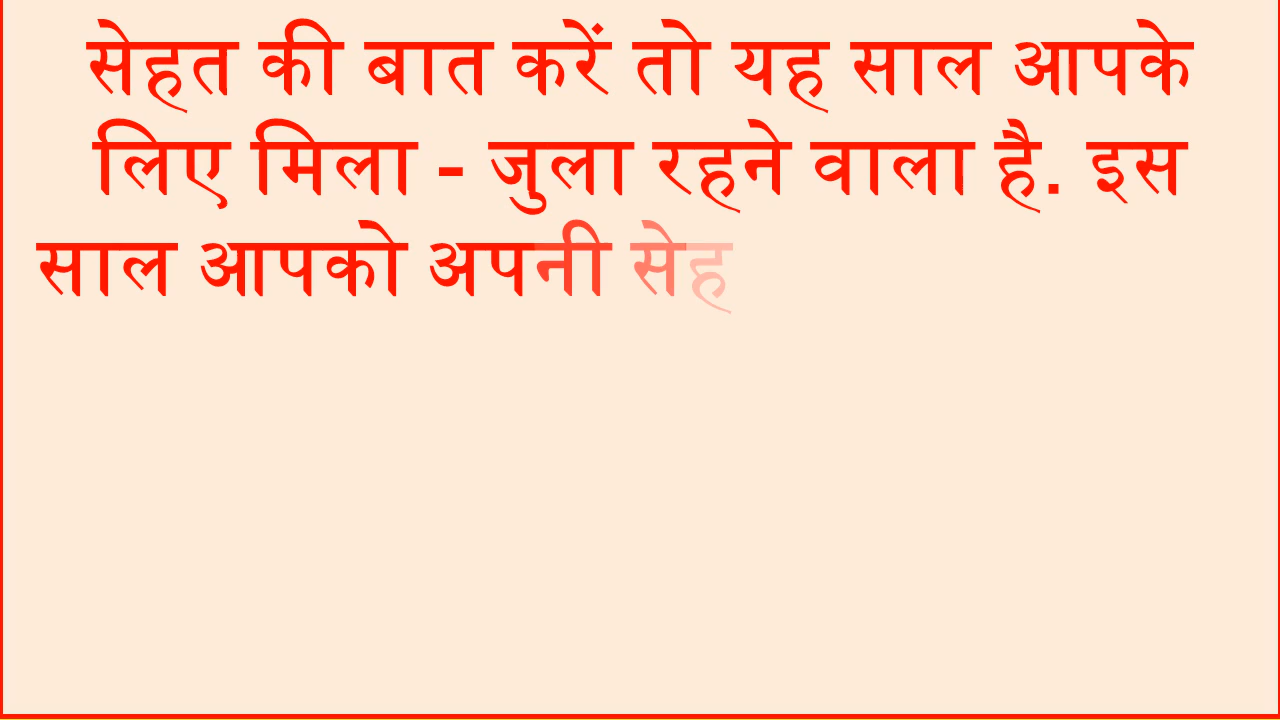 सेहत की बात करें तो यह साल आपके
लिए मिला - जुला रहने वाला है. इस
साल आपको अपनी सेह